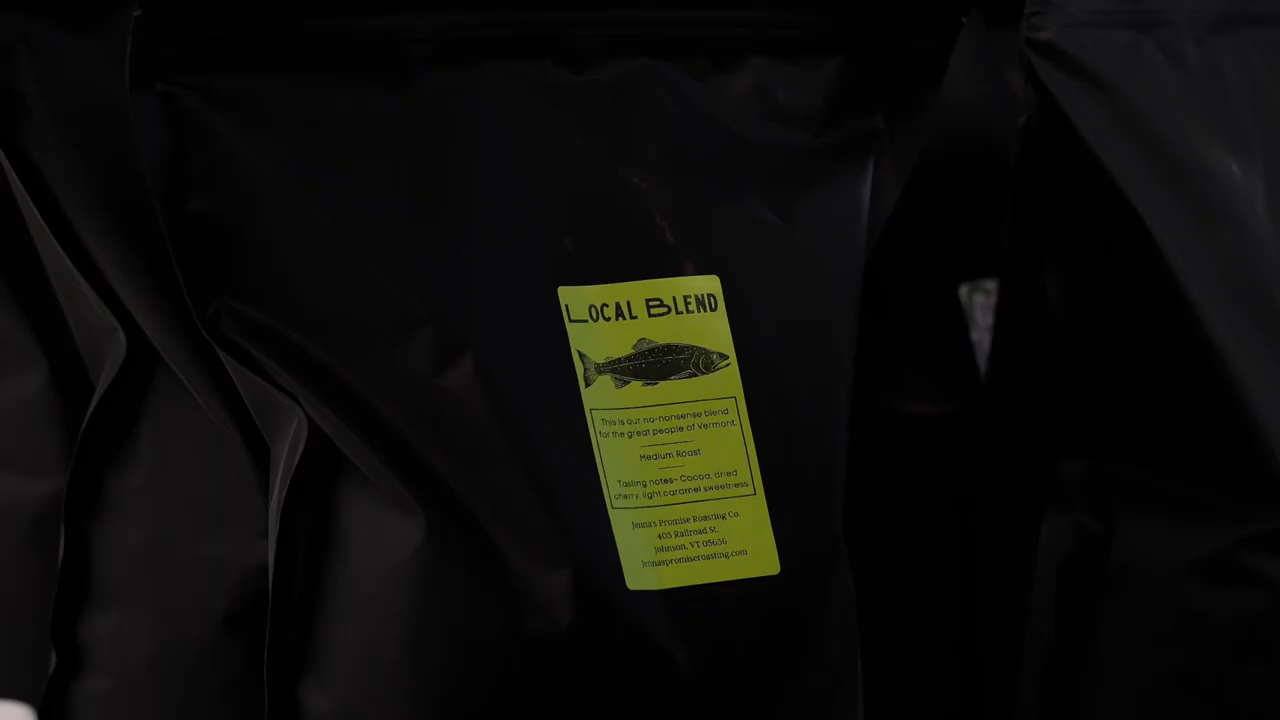 LOCAL BLEND
This is our no-nonsense blend
for the great people of Vermont.
Medium Roast
Tasting notes- Cocoa, dried
cherry, light caramel sweetness
Jenna's Promise Roasting Co.
405 Railroad St.
Johnson, VT 05656
Jennaspromiseroasting.com